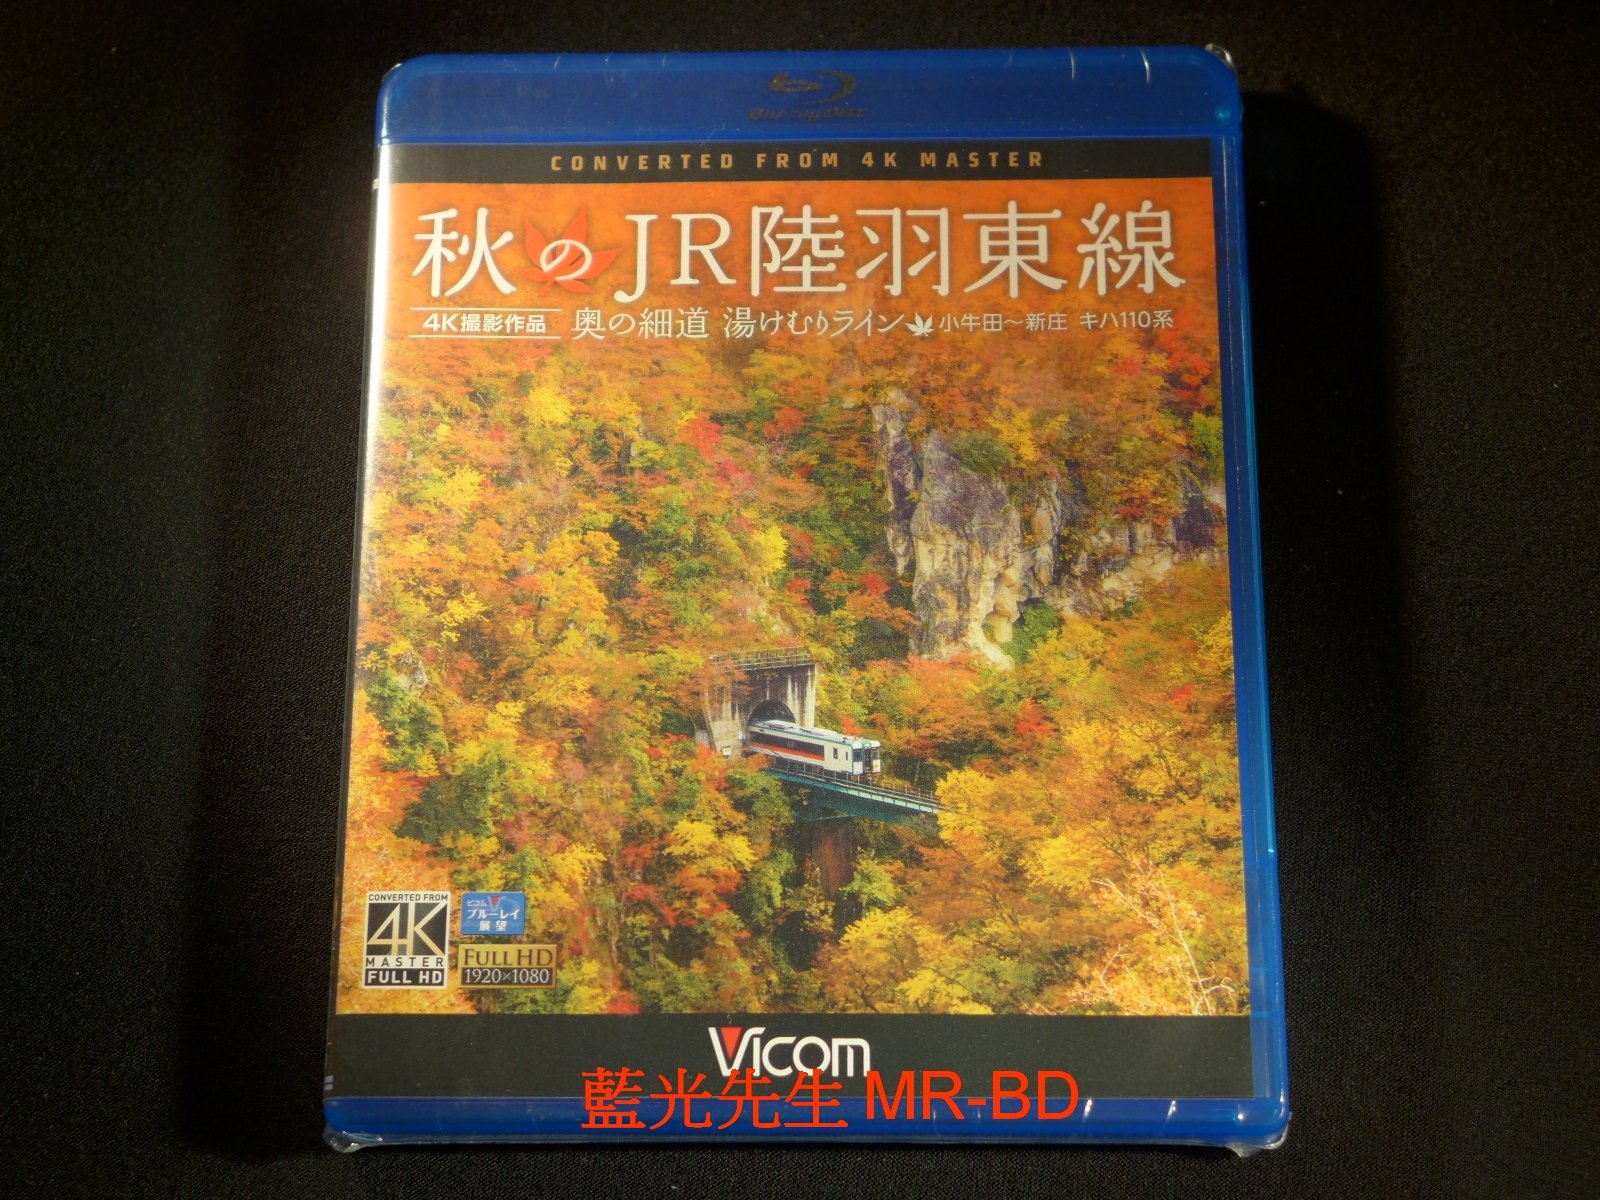 Blu-ray Disc
CONVERTED FROM 4K MASTER
秋のJR陸羽東線
4K撮影作品 奥の細道 湯けむりライン 小牛田〜新庄 キハ110系
CONVERTED FROM
4K
MASTER
FULL HD
ビコム
ブルーレイ
展望
FULL HD
1920×1080
Vicom
藍光先生 MR-BD